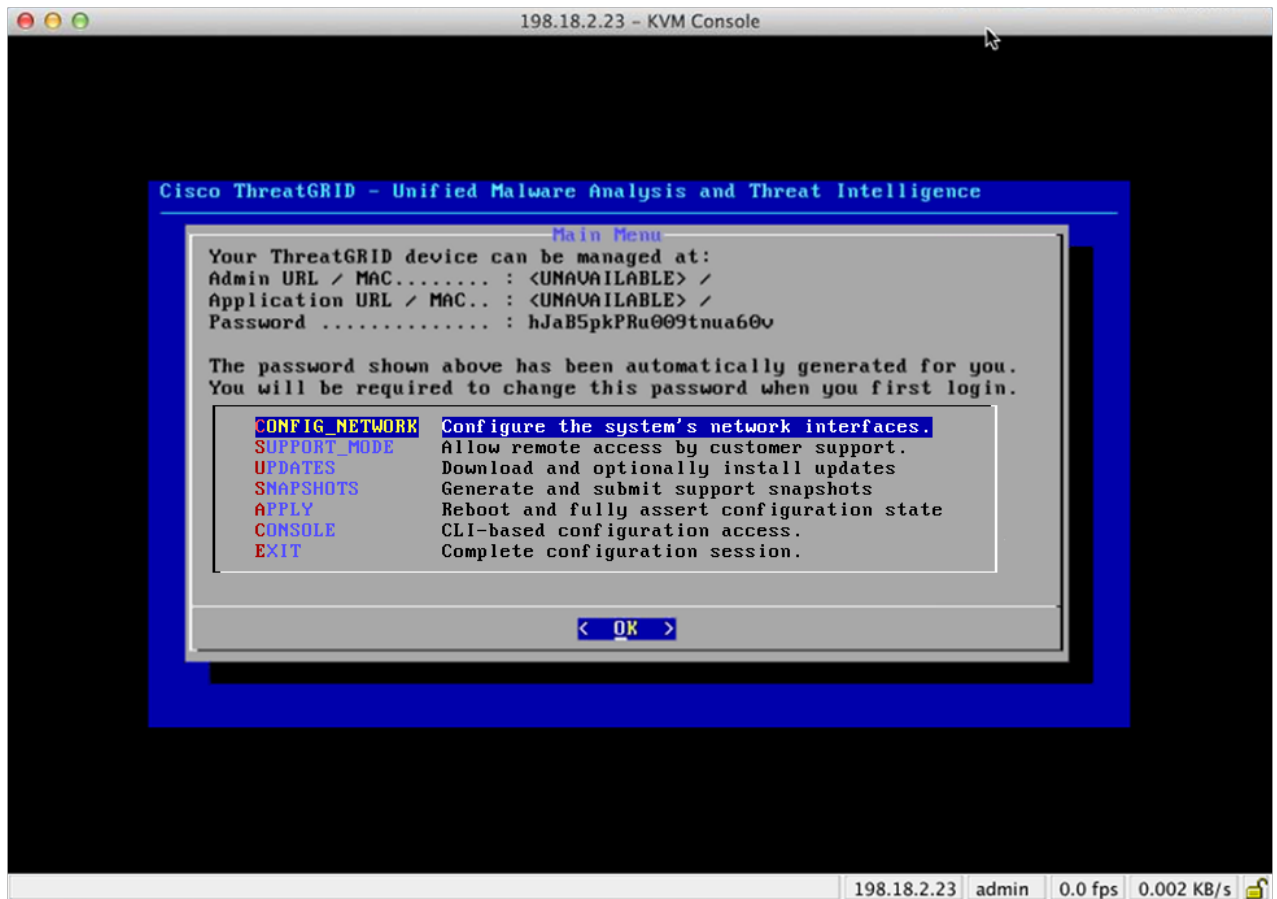 198.18.2.23 – KVM Console
Cisco ThreatGRID - Unified Malware Analysis and Threat Intelligence
Main Menu
Your ThreatGRID device can be managed at:
Admin URL / MAC........ : <UNAVAILABLE> /
Application URL / MAC.. : <UNAVAILABLE> /
Password .............. : hJaB5pkPRu009tnua60v
The password shown above has been automatically generated for you.
You will be required to change this password when you first login.
CONFIG_NETWORK Configure the system's network interfaces.
SUPPORT_MODE Allow remote access by customer support.
UPDATES Download and optionally install updates
SNAPSHOTS Generate and submit support snapshots
APPLY Reboot and fully assert configuration state
CONSOLE CLI-based configuration access.
EXIT Complete configuration session.
< OK >
198.18.2.23 admin 0.0 fps 0.002 KB/s